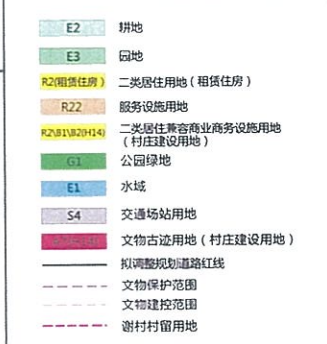 E2 耕地
E3 园地
R2(租赁住房) 二类居住用地（租赁住房）
R22 服务设施用地
R2\B1\B2(H14) 二类居住兼容商业商务设施用地
（村庄建设用地）
G1 公园绿地
E1 水域
S4 交通场站用地
文物古迹用地（村庄建设用地）
拟调整规划道路红线
文物保护范围
文物建控范围
谢村村留用地